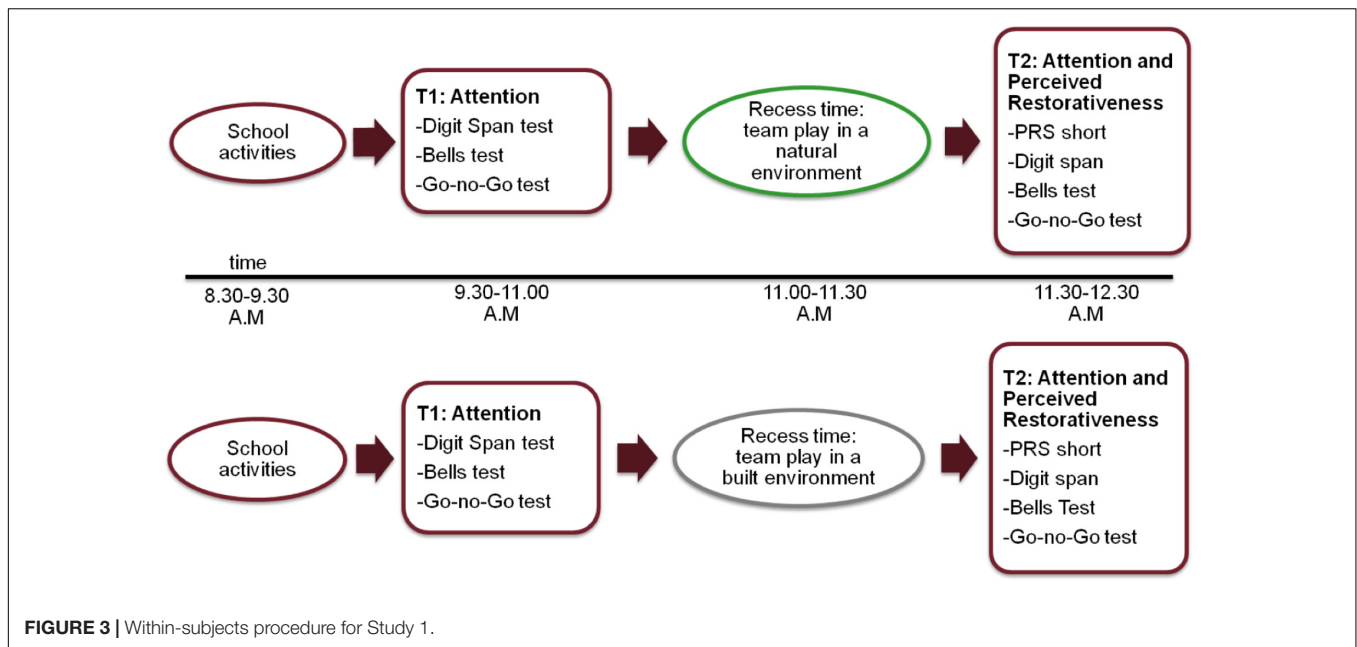 School
activities
T1: Attention
-Digit Span test
-Bells test
-Go-no-Go test
Recess time:
team play in a
natural
environment
T2: Attention and
Perceived
Restorativeness
-PRS short
-Digit span
-Bells test
-Go-no-Go test
time
8.30-9.30
A.M
9.30-11.00
A.M
11.00-11.30
A.M
11.30-12.30
A.M
School
activities
T1: Attention
-Digit Span test
-Bells test
-Go-no-Go test
Recess time:
team play in a
built environment
T2: Attention and
Perceived
Restorativeness
-PRS short
-Digit span
-Bells Test
-Go-no-Go test
FIGURE 3 | Within-subjects procedure for Study 1.